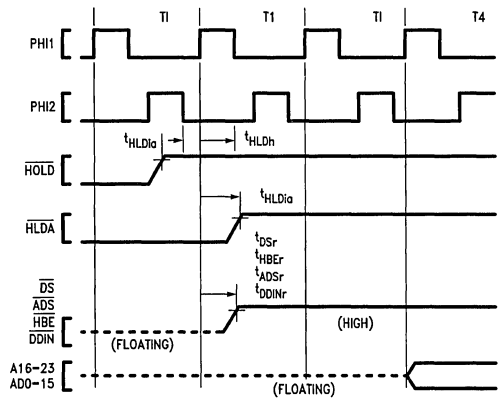 TI T1 TI T4
PHI1
PHI2
tHLDia tHLDh
HOLD
tHLDia
HLDA
tDSr
tHBEr
tADSr
tDDINr
DS
ADS
HBE
DDIN
(FLOATING)
(HIGH)
A16-23
AD0-15
(FLOATING)